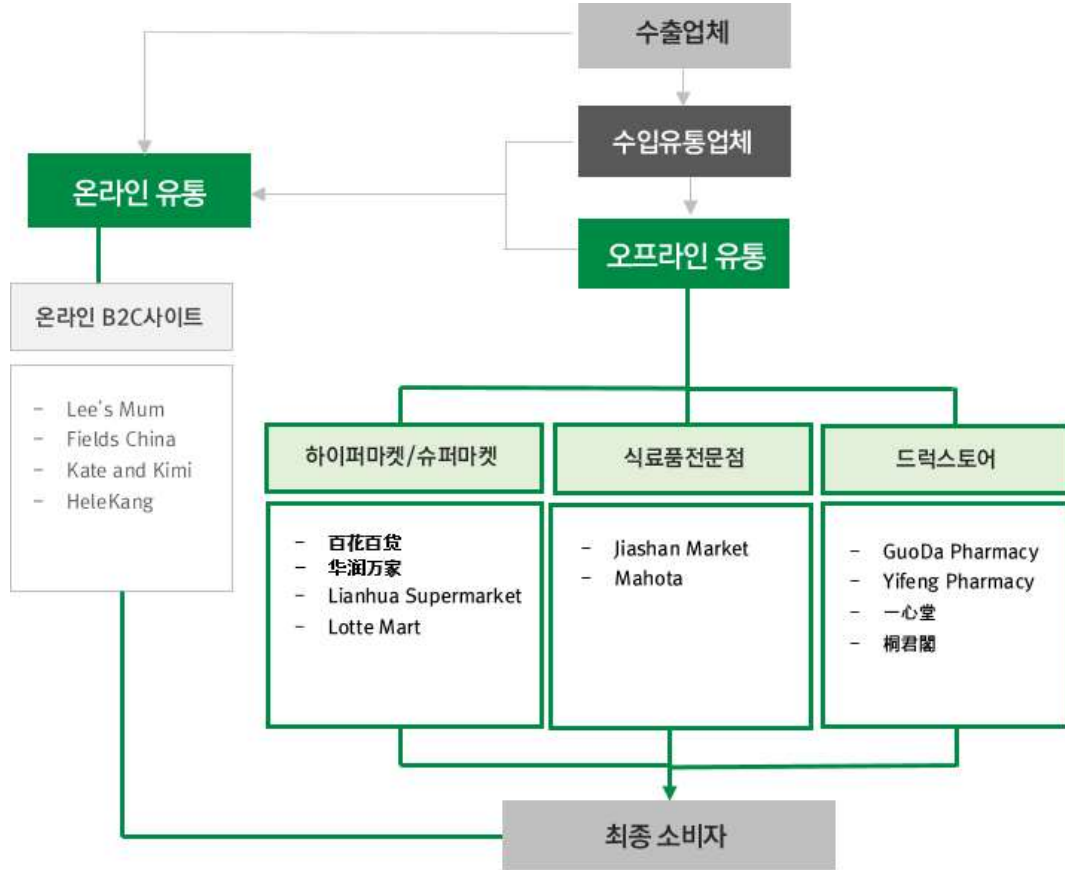 수출업체
수입유통업체
온라인 유통
오프라인 유통
온라인 B2C사이트
- Lee's Mum
- Fields China
- Kate and Kimi
- HeleKang
하이퍼마켓/슈퍼마켓
- 百花百货
- 华润万家
- Lianhua Supermarket
- Lotte Mart
식료품전문점
- Jiashan Market
- Mahota
드럭스토어
- GuoDa Pharmacy
- Yifeng Pharmacy
- 一心堂
- 桐君閣
최종 소비자